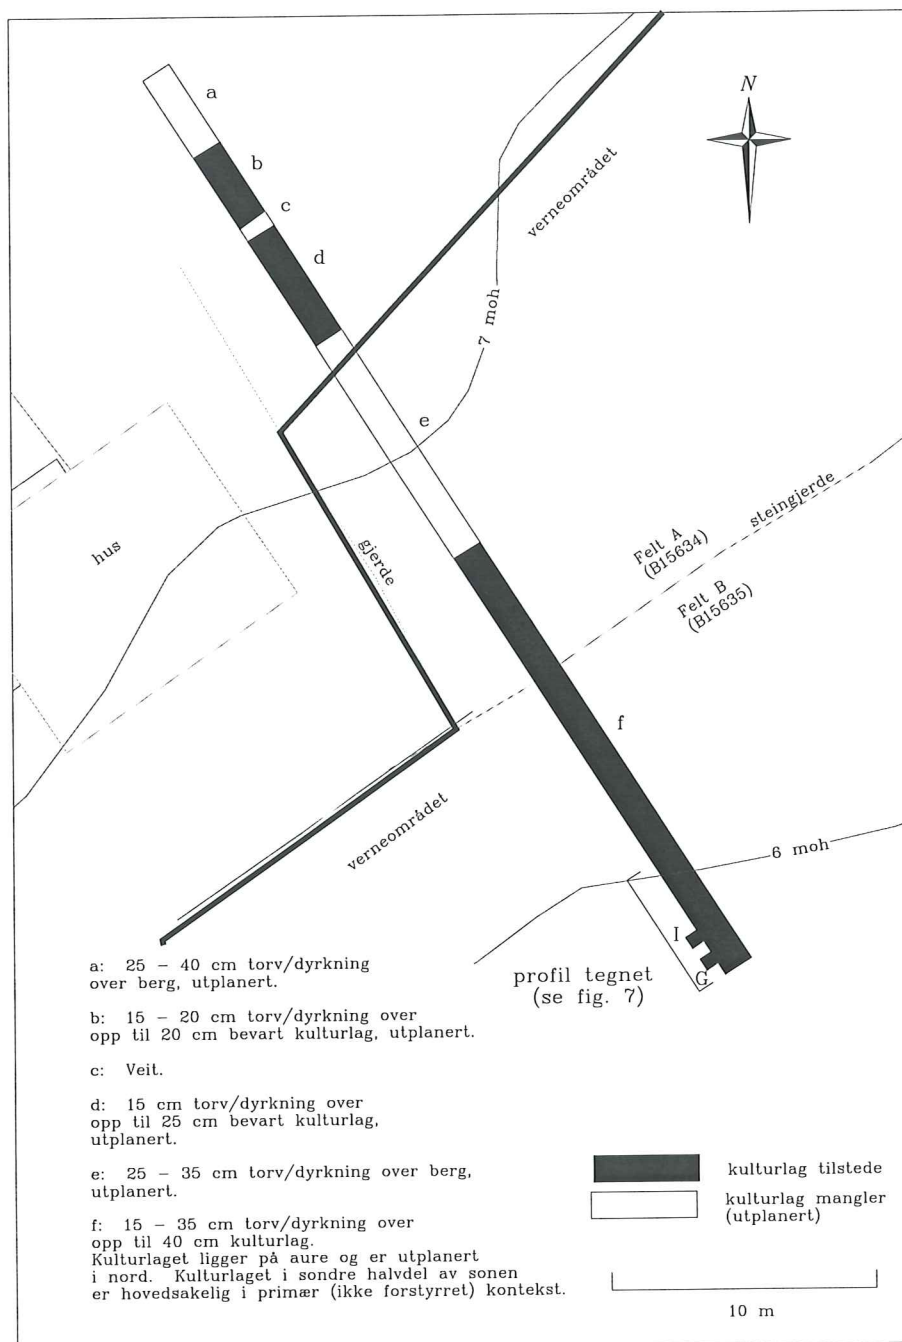 N
a
b
c
d
verneområdet
7 moh
e
hus
gjerde
steingjerde
Felt A
(B15634)
Felt B
(B15635)
f
verneområdet
6 moh
I
G
profil tegnet
(se fig. 7)
a: 25 – 40 cm torv/dyrkning
over berg, utplanert.
b: 15 – 20 cm torv/dyrkning over
opp til 20 cm bevart kulturlag, utplanert.
c: Veit.
d: 15 cm torv/dyrkning over
opp til 25 cm bevart kulturlag,
utplanert.
e: 25 – 35 cm torv/dyrkning over berg,
utplanert.
f: 15 – 35 cm torv/dyrkning over
opp til 40 cm kulturlag.
Kulturlaget ligger på aure og er utplanert
i nord. Kulturlaget i sondre halvdel av sonen
er hovedsakelig i primær (ikke forstyrret) kontekst.
kulturlag tilstede
kulturlag mangler
(utplanert)
10 m